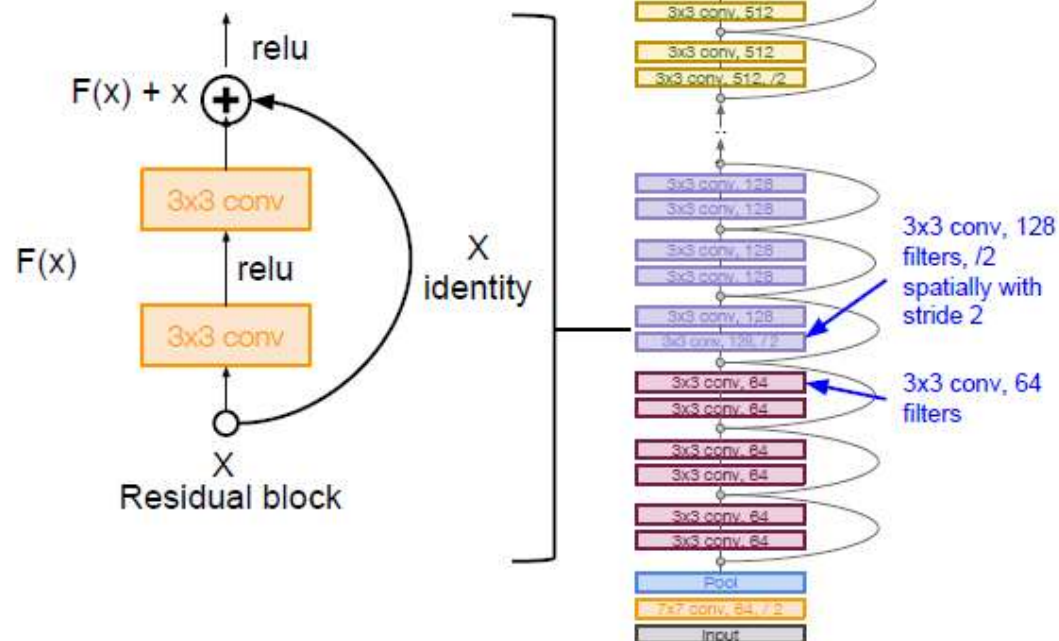 relu
F(x) + x
3x3 conv
F(x)
relu
3x3 conv
X
identity
X
Residual block
3x3 conv, 512
3x3 conv, 512
3x3 conv, 512, /2
..
3x3 conv, 128
3x3 conv, 128
3x3 conv, 128
3x3 conv, 128
3x3 conv, 128
3x3 conv, 128, / 2
3x3 conv, 64
3x3 conv, 64
3x3 conv, 64
3x3 conv, 64
3x3 conv, 64
3x3 conv, 64
Pool
7x7 conv, 64, / 2
Input
3x3 conv, 128
filters, /2
spatially with
stride 2
3x3 conv, 64
filters